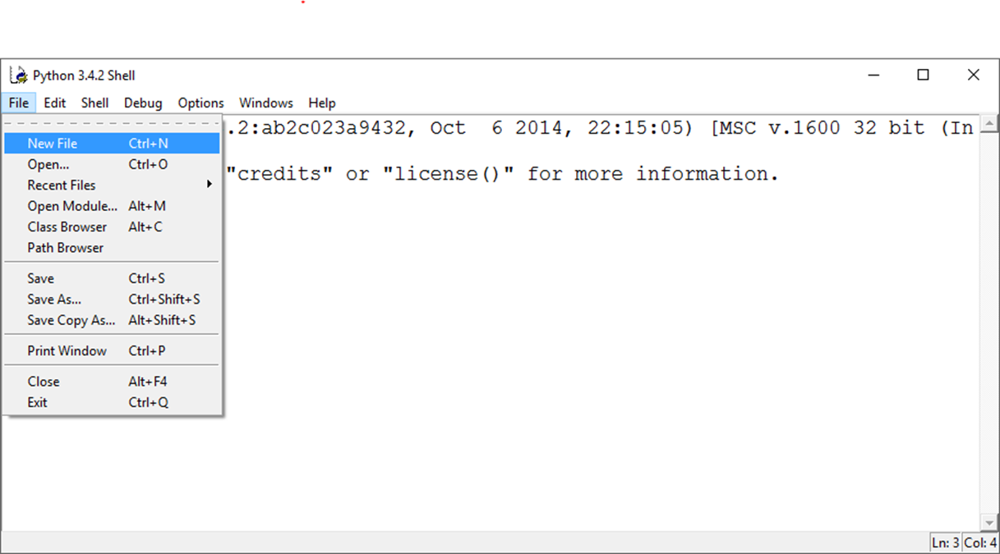 Python 3.4.2 Shell
File Edit Shell Debug Options Windows Help
.2:ab2c023a9432, Oct  6 2014, 22:15:05) [MSC v.1600 32 bit (In
"credits" or "license()" for more information.
New File Ctrl+N
Open... Ctrl+O
Recent Files
Open Module... Alt+M
Class Browser Alt+C
Path Browser
Save Ctrl+S
Save As... Ctrl+Shift+S
Save Copy As... Alt+Shift+S
Print Window Ctrl+P
Close Alt+F4
Exit Ctrl+Q
Ln: 3 Col: 4